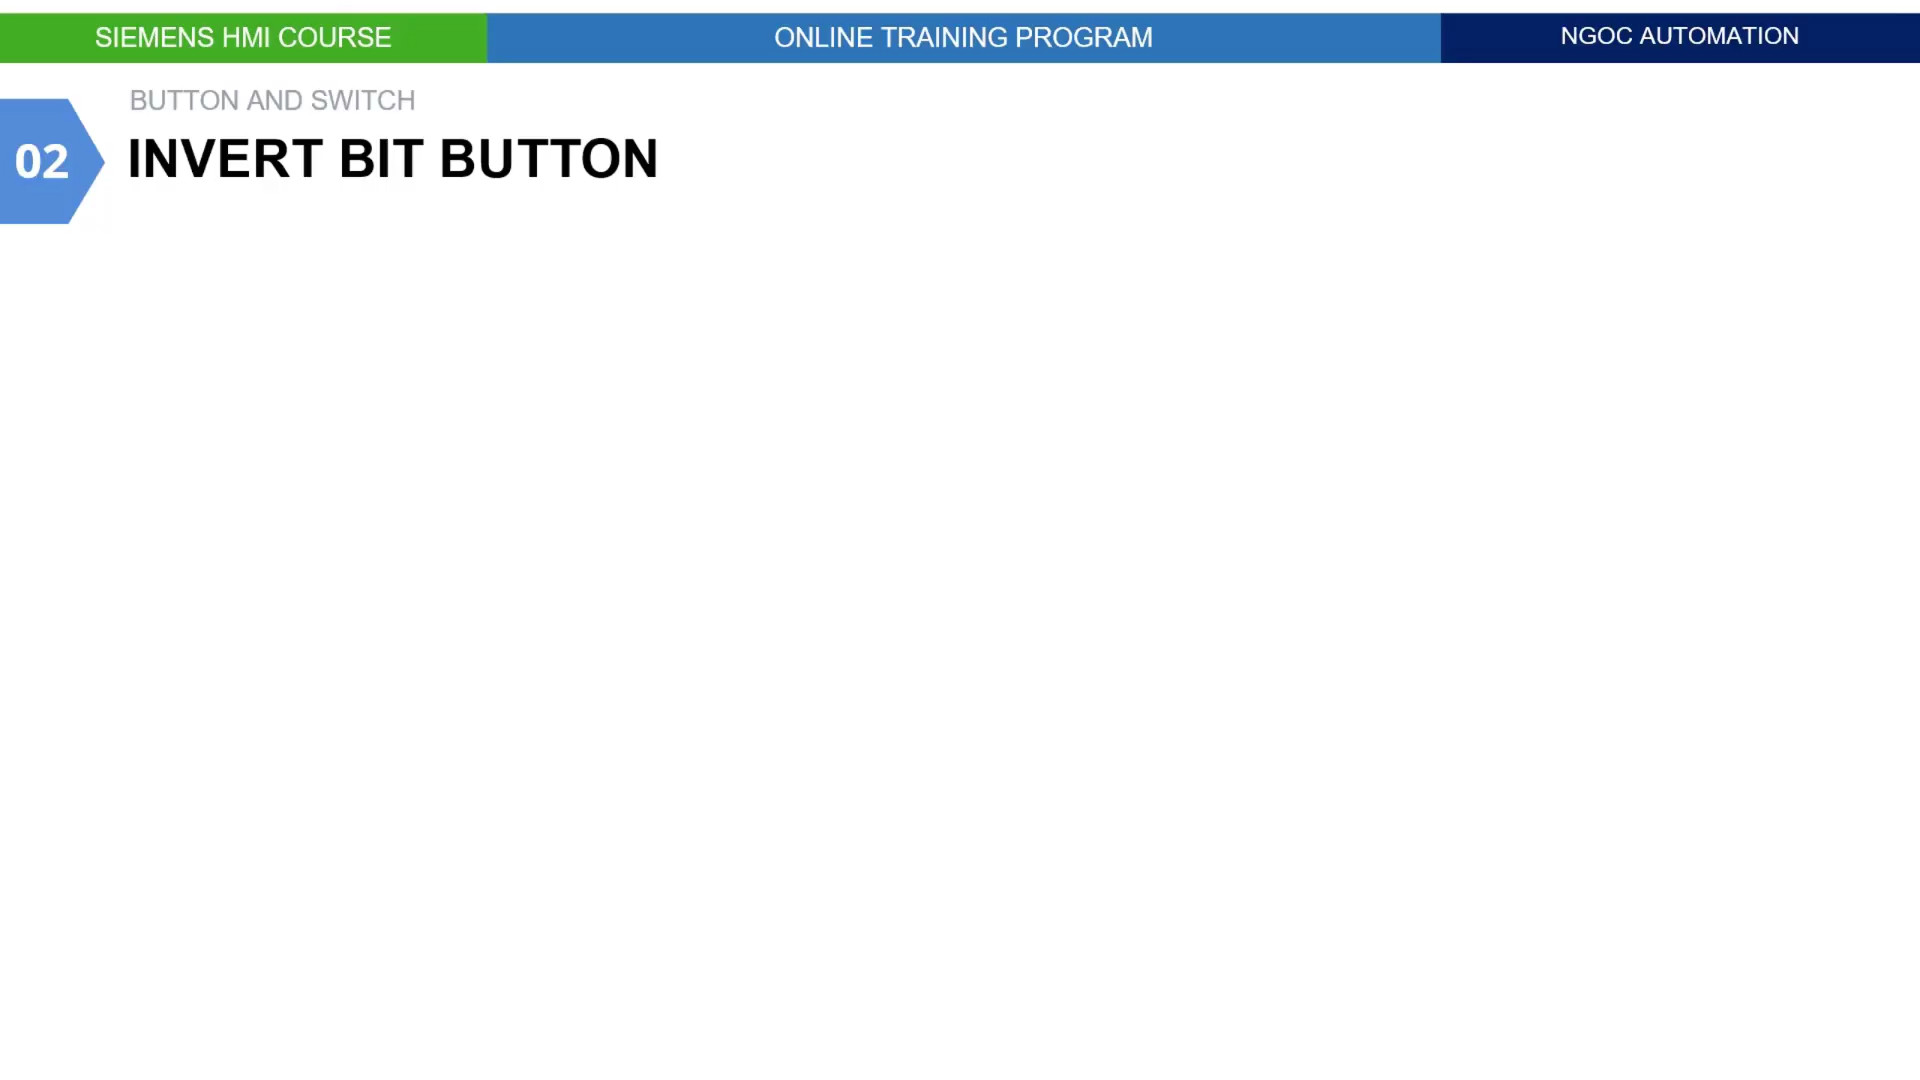 SIEMENS HMI COURSE
ONLINE TRAINING PROGRAM
NGOC AUTOMATION
BUTTON AND SWITCH
02
INVERT BIT BUTTON